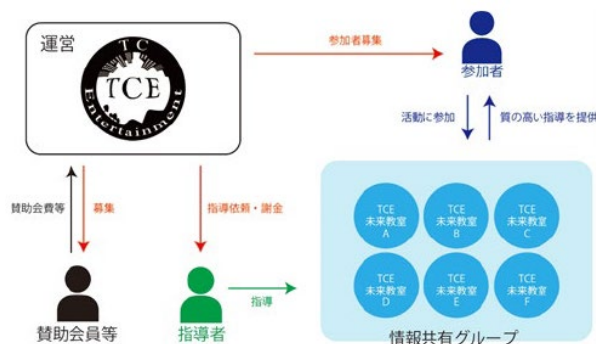 運営
TC
TCE
Entertainment
参加者募集
参加者
活動に参加
質の高い指導を提供
賛助会費等
募集
指導依頼・謝金
TCE
未来教室
A
TCE
未来教室
B
TCE
未来教室
C
TCE
未来教室
D
TCE
未来教室
E
TCE
未来教室
F
指導
賛助会員等
指導者
情報共有グループ